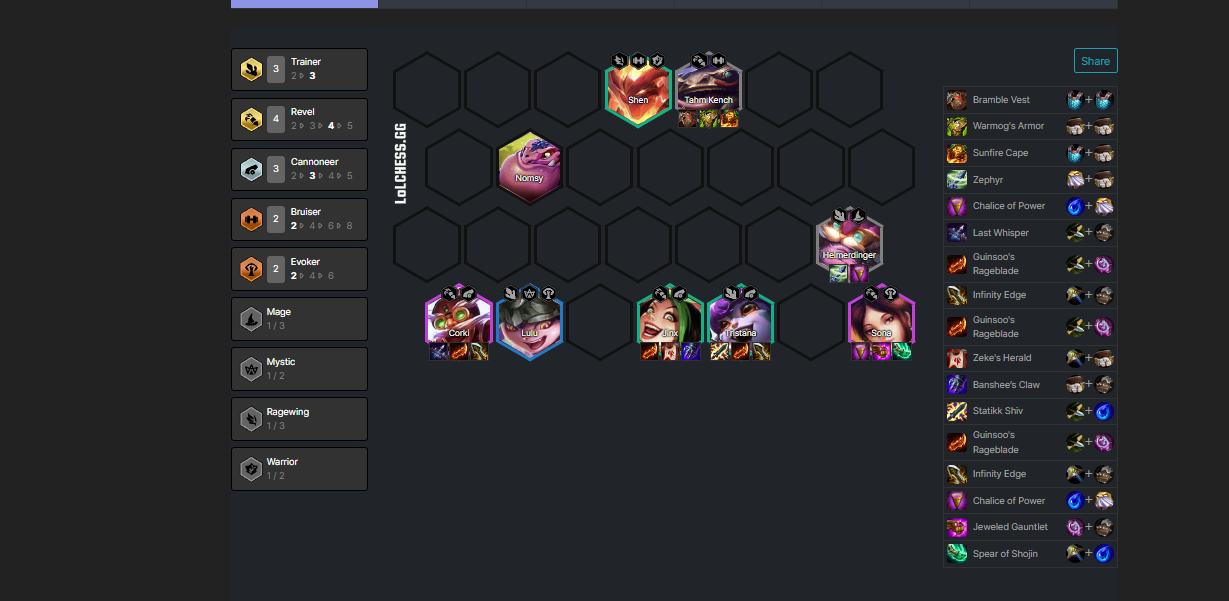 Trainer
3
2 3
Revel
4
2 3 4 5
Cannoneer
3
2 3 4 5
Bruiser
2
2 4 6 8
Evoker
2
2 4 6
Mage
1 / 3
Mystic
1 / 2
Ragewing
1 / 3
Warrior
1 / 2
LoLCHESS.GG
Shen
Tahm Kench
Nomsy
Heimerdinger
Corki
Lulu
Jinx
Tristana
Sona
Share
Bramble Vest
+
Warmog's Armor
+
Sunfire Cape
+
Zephyr
+
Chalice of Power
+
Last Whisper
+
Guinsoo's
Rageblade
+
Infinity Edge
+
Guinsoo's
Rageblade
+
Zeke's Herald
+
Banshee's Claw
+
Statikk Shiv
+
Guinsoo's
Rageblade
+
Infinity Edge
+
Chalice of Power
+
Jeweled Gauntlet
+
Spear of Shojin
+